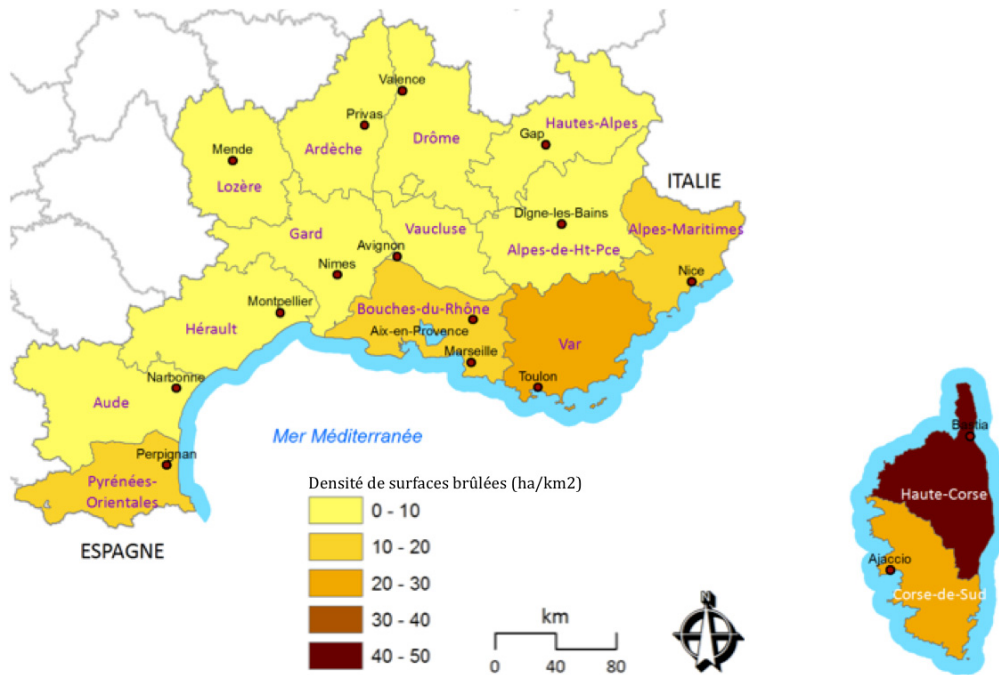 Valence
Privas
Hautes-Alpes
Ardèche
Drôme
Gap
Mende
Lozère
ITALIE
Digne-les-Bains
Gard
Vaucluse
Alpes-Maritimes
Avignon
Alpes-de-Ht-Pce
Nimes
Nice
Montpellier
Bouches-du-Rhône
Hérault
Aix-en-Provence
Var
Marseille
Narbonne
Toulon
Aude
Mer Méditerranée
Bastia
Perpignan
Pyrénées-
Orientales
Densité de surfaces brûlées (ha/km2)
Haute-Corse
0 - 10
ESPAGNE
10 - 20
Ajaccio
20 - 30
Corse-de-Sud
N
30 - 40
km
40 - 50
0 40 80